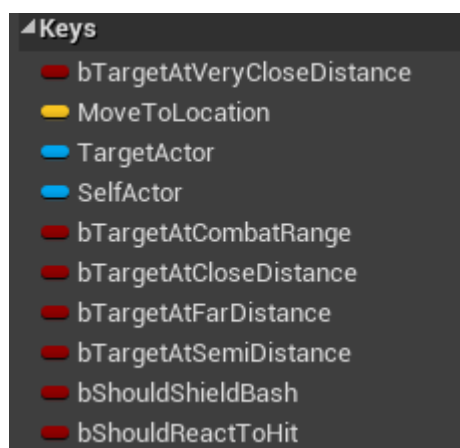 Keys
bTargetAtVeryCloseDistance
MoveToLocation
TargetActor
SelfActor
bTargetAtCombatRange
bTargetAtCloseDistance
bTargetAtFarDistance
bTargetAtSemiDistance
bShouldShieldBash
bShouldReactToHit